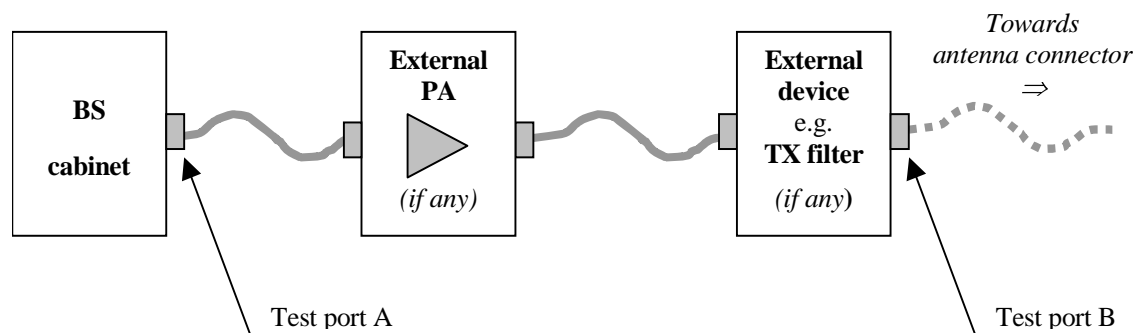 BS
cabinet
External
PA
(if any)
External
device
e.g.
TX filter
(if any)
Towards
antenna connector
⇒
Test port A
Test port B